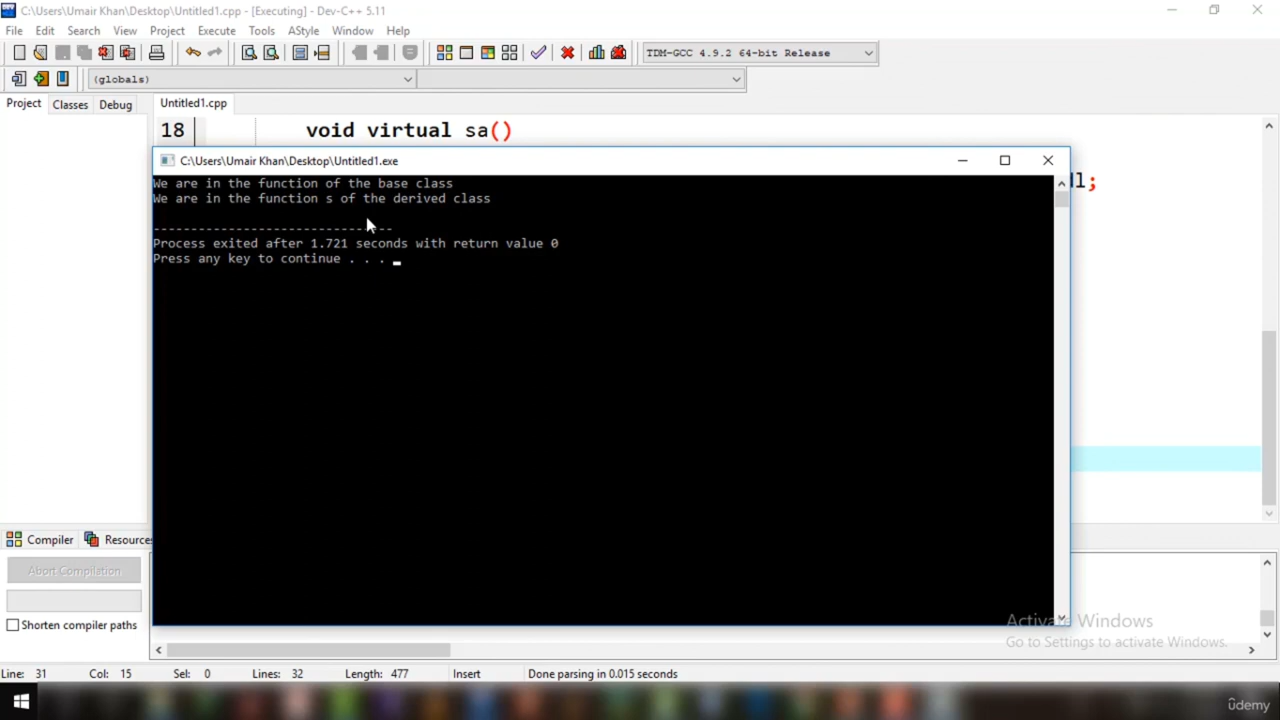 C:\Users\Umair Khan\Desktop\Untitled1.cpp - [Executing] - Dev-C++ 5.11
File Edit Search View Project Execute Tools AStyle Window Help
TDM-GCC 4.9.2 64-bit Release
(globals)
Project Classes Debug Untitled1.cpp
18 void virtual sa()
C:\Users\Umair Khan\Desktop\Untitled1.exe
dl;
We are in the function of the base class
We are in the function s of the derived class
--------------------------------
Process exited after 1.721 seconds with return value 0
Press any key to continue . . .
Compiler Resources
Abort Compilation
Shorten compiler paths
Activate Windows
Go to Settings to activate Windows.
Line: 31 Col: 15 Sel: 0 Lines: 32 Length: 477 Insert Done parsing in 0.015 seconds
ûdemy